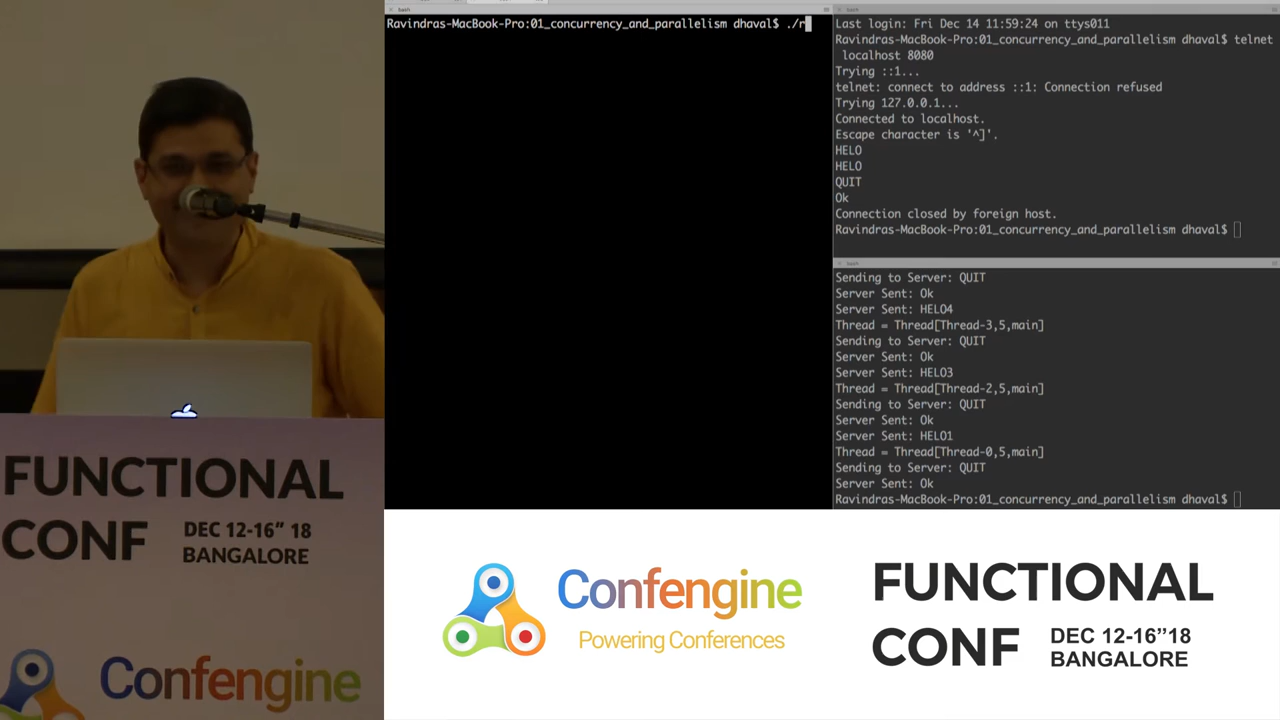 bash
Ravindras-MacBook-Pro:01_concurrency_and_parallelism dhaval$ ./r
bash
Last login: Fri Dec 14 11:59:24 on ttys011
Ravindras-MacBook-Pro:01_concurrency_and_parallelism dhaval$ telnet
localhost 8080
Trying ::1...
telnet: connect to address ::1: Connection refused
Trying 127.0.0.1...
Connected to localhost.
Escape character is '^]'.
HELO
HELO
QUIT
Ok
Connection closed by foreign host.
Ravindras-MacBook-Pro:01_concurrency_and_parallelism dhaval$
bash
Sending to Server: QUIT
Server Sent: Ok
Server Sent: HELO4
Thread = Thread[Thread-3,5,main]
Sending to Server: QUIT
Server Sent: Ok
Server Sent: HELO3
Thread = Thread[Thread-2,5,main]
Sending to Server: QUIT
Server Sent: Ok
Server Sent: HELO1
Thread = Thread[Thread-0,5,main]
Sending to Server: QUIT
Server Sent: Ok
Ravindras-MacBook-Pro:01_concurrency_and_parallelism dhaval$
FUNCTIONAL
CONF
DEC 12-16" 18
BANGALORE
Confengine
Confengine
Powering Conferences
FUNCTIONAL
CONF
DEC 12-16"18
BANGALORE